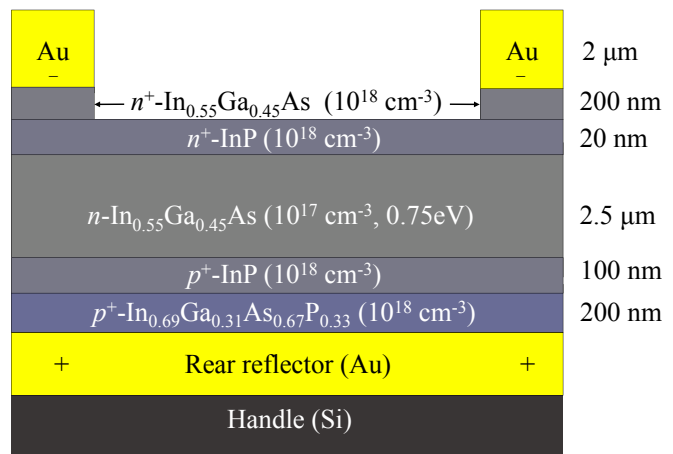 Au Au 2 μm
– –
n⁺-In₀.₅₅Ga₀.₄₅As (10¹⁸ cm⁻³) 200 nm
n⁺-InP (10¹⁸ cm⁻³) 20 nm
n-In₀.₅₅Ga₀.₄₅As (10¹⁷ cm⁻³, 0.75eV) 2.5 μm
p⁺-InP (10¹⁸ cm⁻³) 100 nm
p⁺-In₀.₆₉Ga₀.₃₁As₀.₆₇P₀.₃₃ (10¹⁸ cm⁻³) 200 nm
+ Rear reflector (Au) +
Handle (Si)